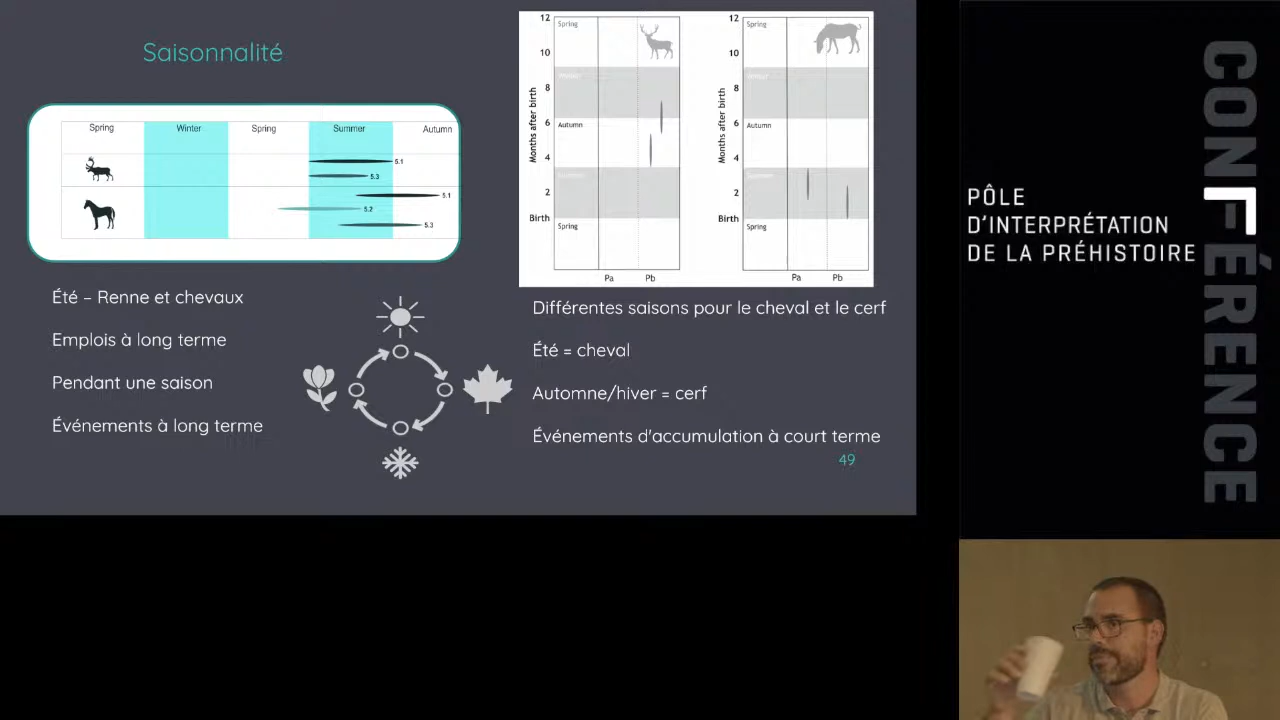 Saisonnalité
Spring Winter Spring Summer Autumn
5.1
5.3
5.1
5.2
5.3
Été – Renne et chevaux
Emplois à long terme
Pendant une saison
Événements à long terme
12
Spring
10
8
Autumn
6
4
2
Birth
Spring
Months after birth
Pa Pb
12
Spring
10
Winter
8
Autumn
6
4
Summer
2
Birth
Spring
Months after birth
Pa Pb
Différentes saisons pour le cheval et le cerf
Été = cheval
Automne/hiver = cerf
Événements d'accumulation à court terme
49
PÔLE
D'INTERPRÉTATION
DE LA PRÉHISTOIRE
CONFÉRENCE